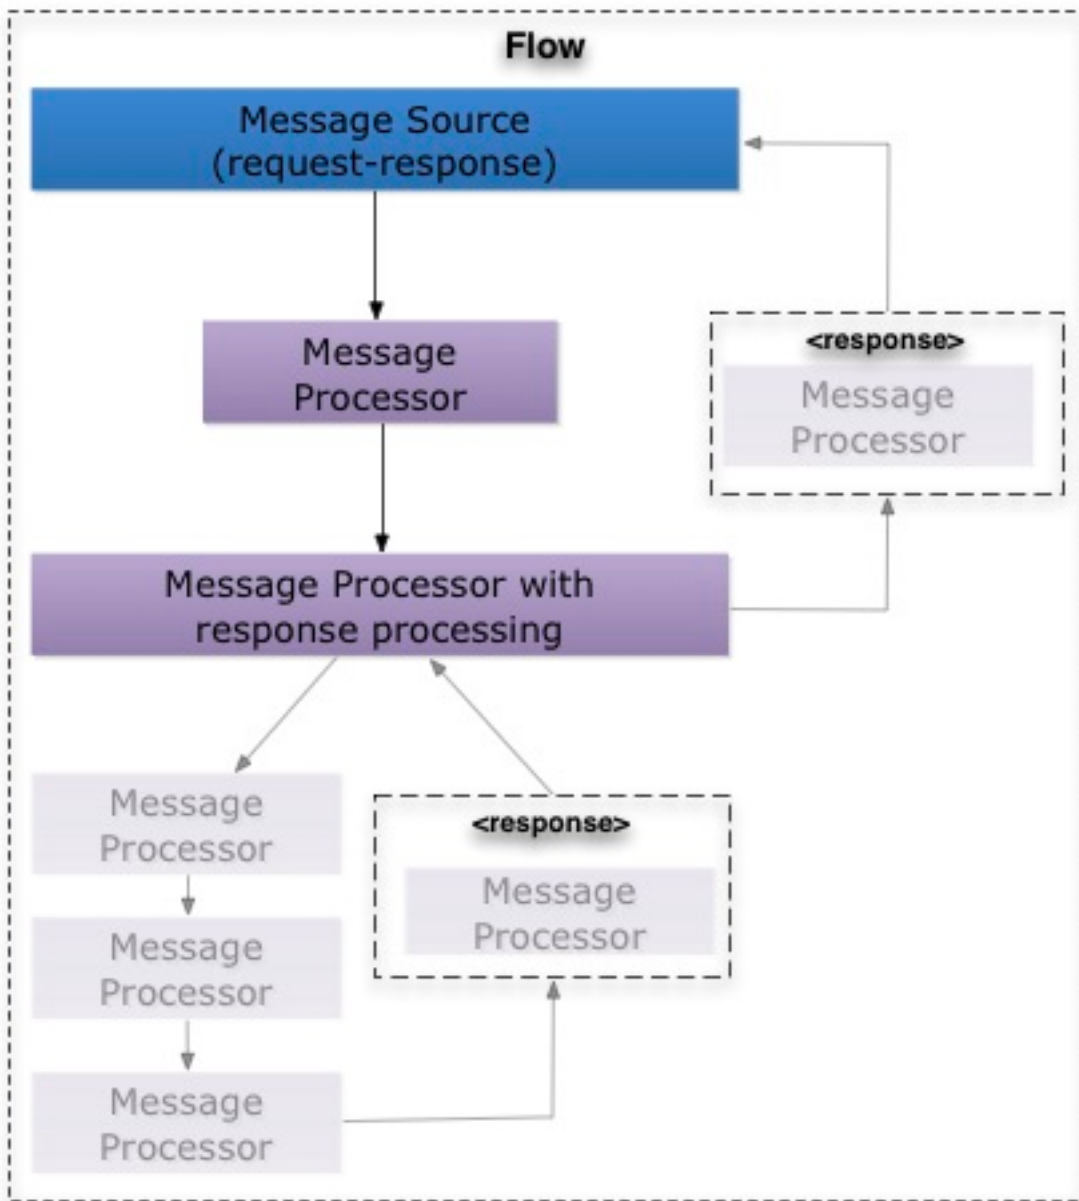 Flow
Message Source
(request-response)
Message
Processor
<response>
Message
Processor
Message Processor with
response processing
Message
Processor
<response>
Message
Processor
Message
Processor
Message
Processor